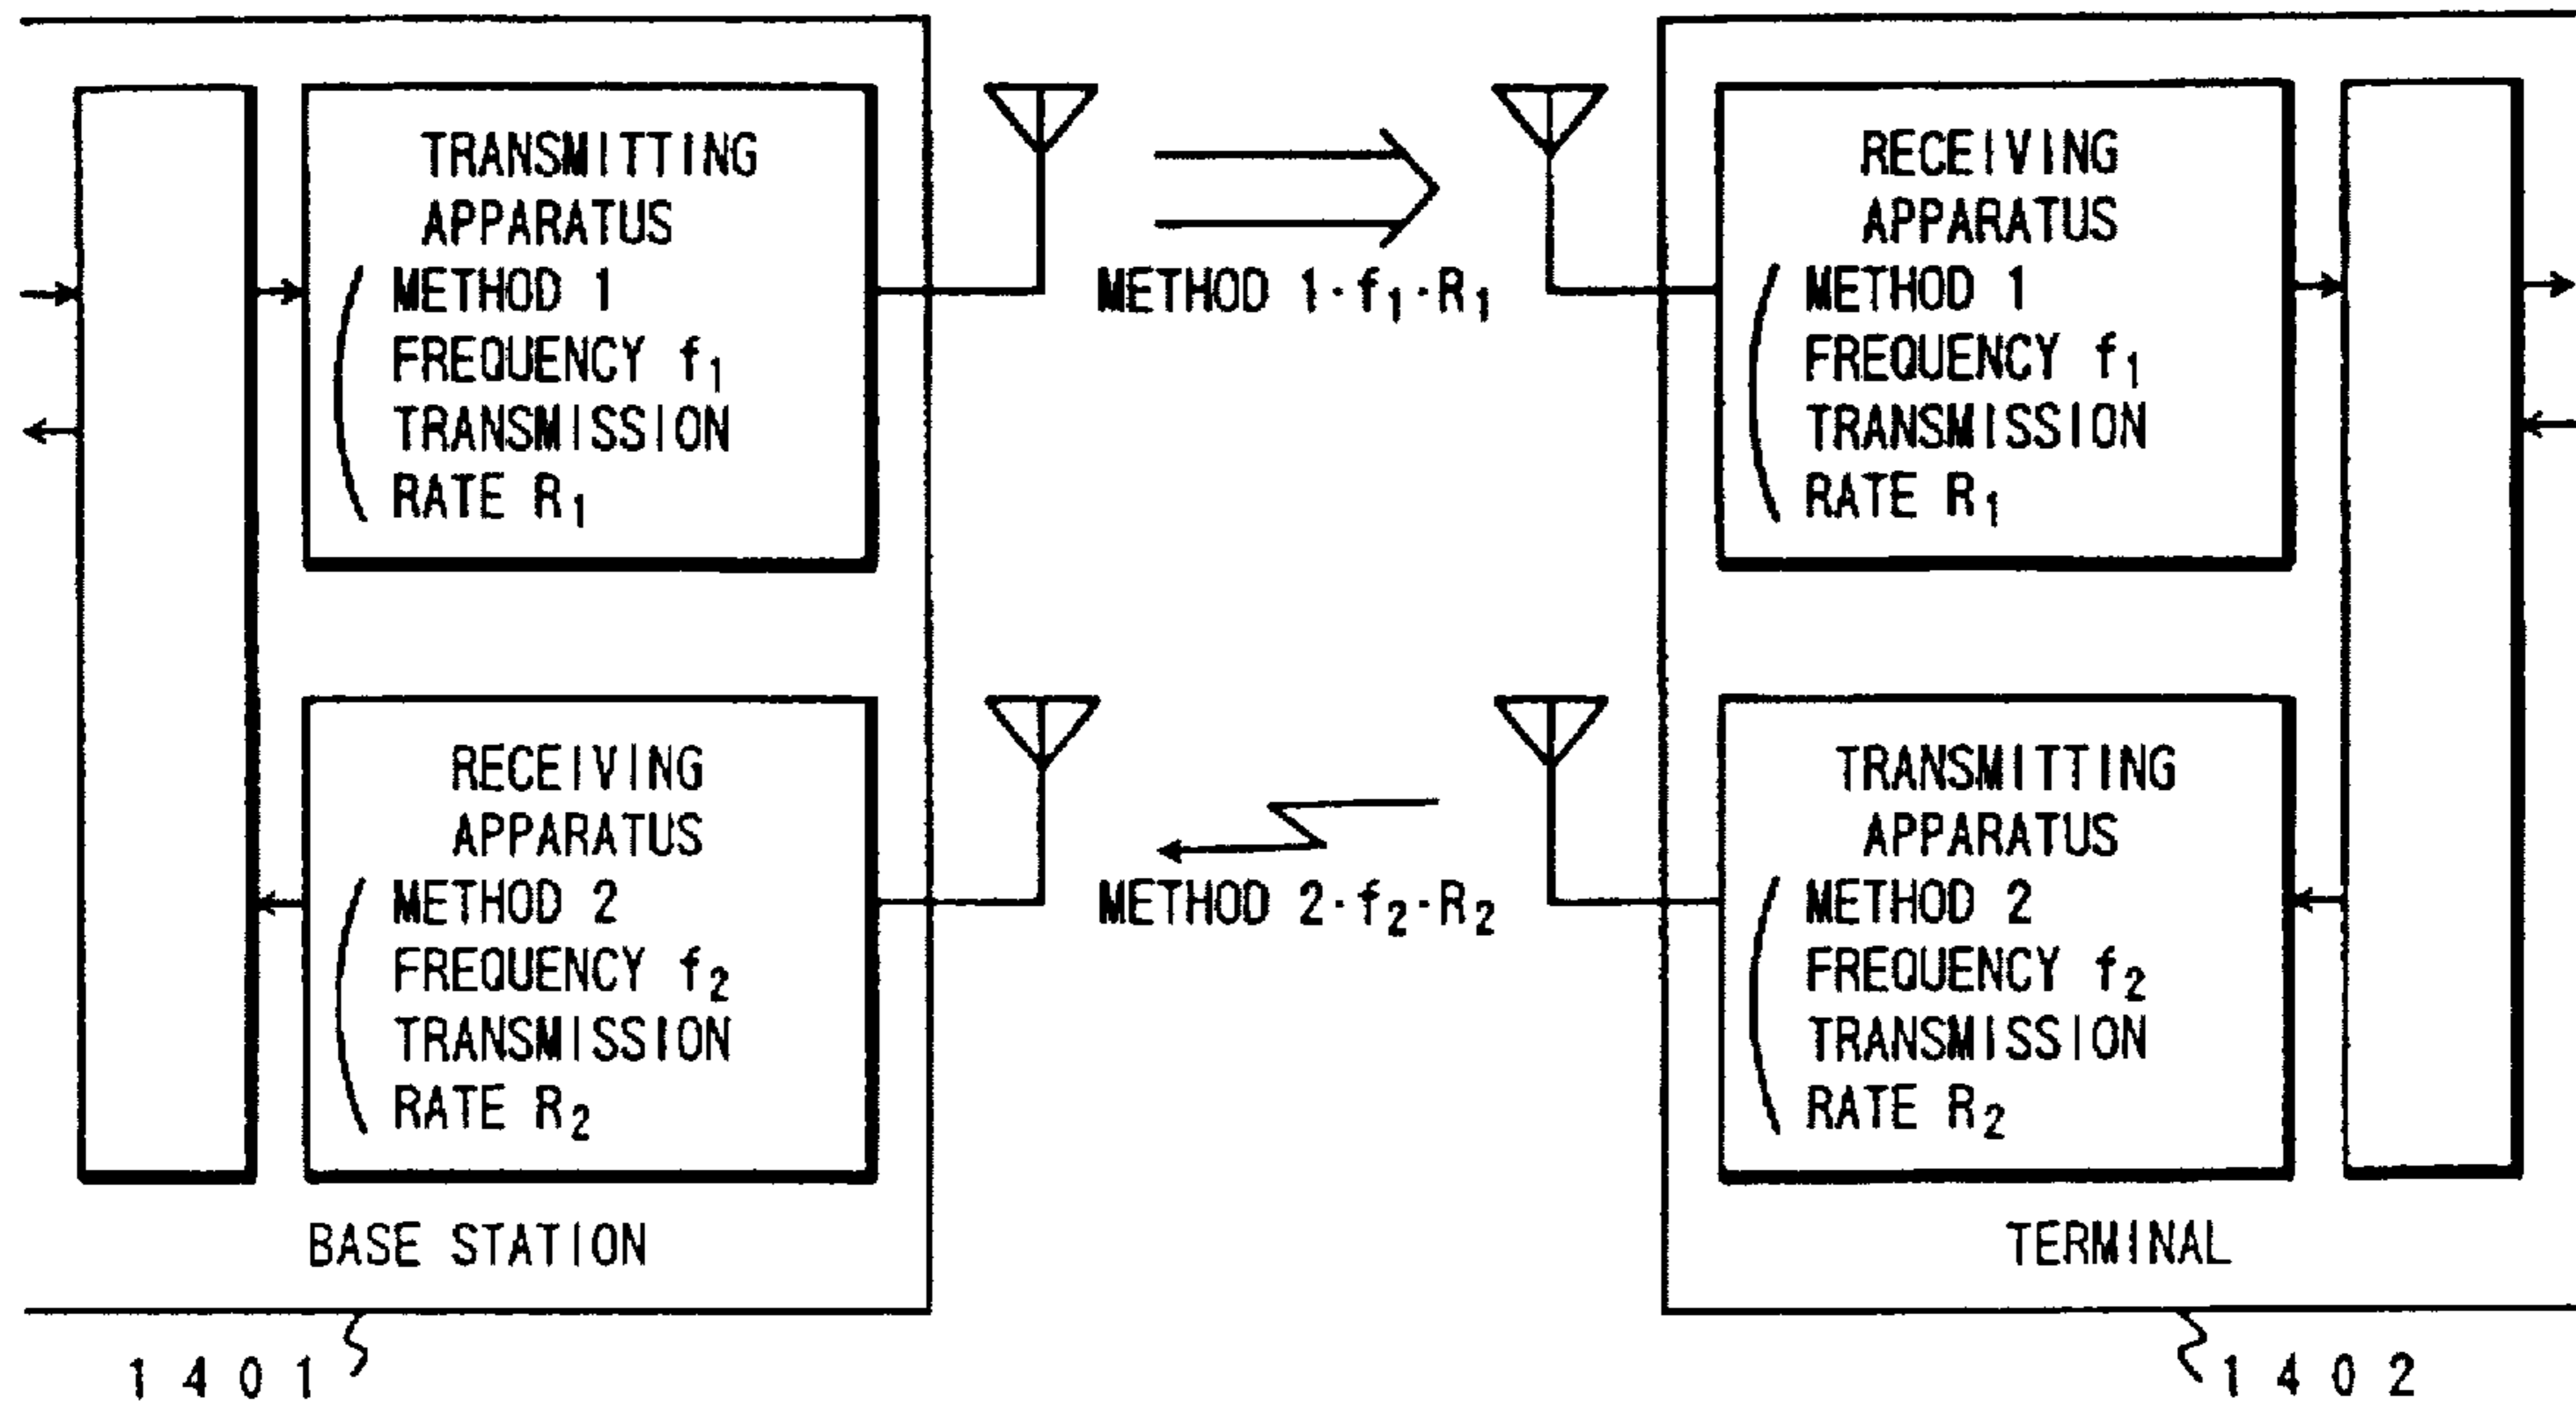 TRANSMITTING
APPARATUS
METHOD 1
FREQUENCY f₁
TRANSMISSION
RATE R₁
METHOD 1·f₁·R₁
RECEIVING
APPARATUS
METHOD 1
FREQUENCY f₁
TRANSMISSION
RATE R₁
RECEIVING
APPARATUS
METHOD 2
FREQUENCY f₂
TRANSMISSION
RATE R₂
METHOD 2·f₂·R₂
TRANSMITTING
APPARATUS
METHOD 2
FREQUENCY f₂
TRANSMISSION
RATE R₂
BASE STATION
TERMINAL
1401
1402